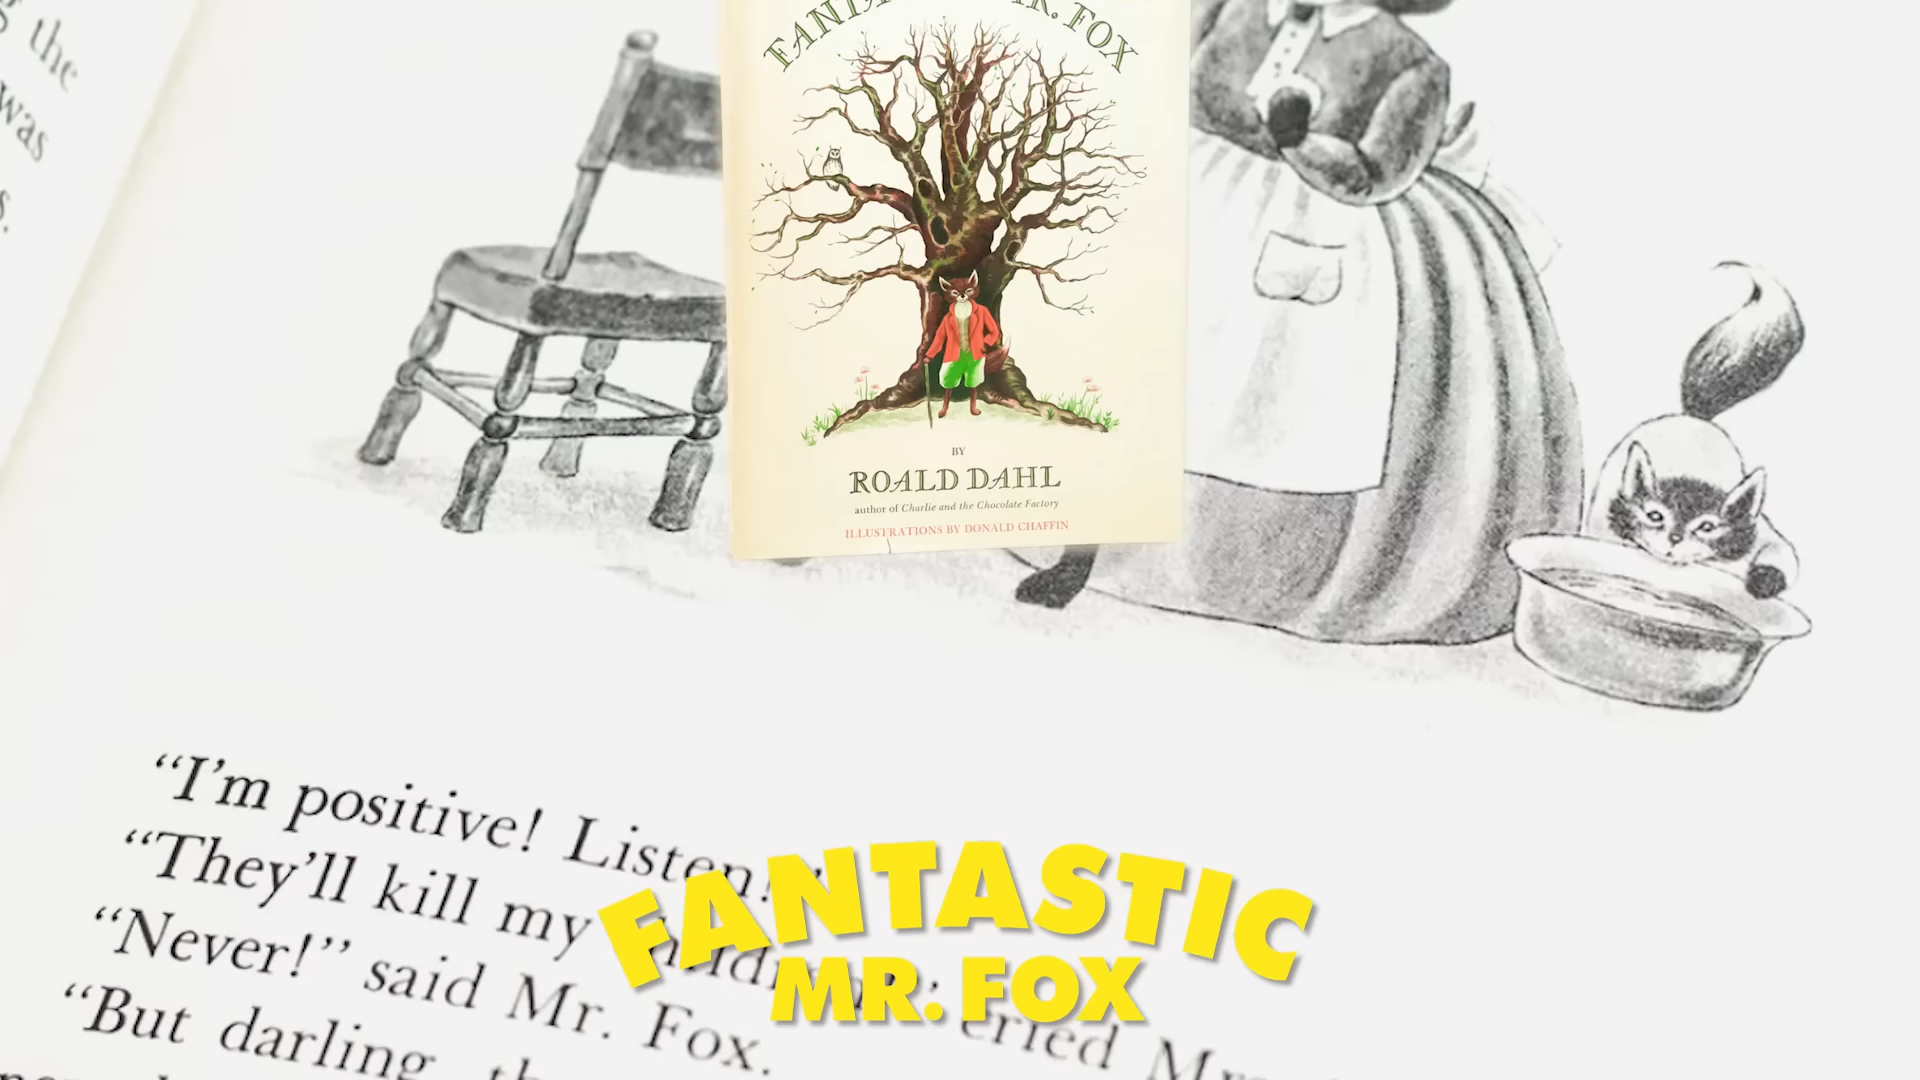 the
was
s.
MR. FOX
BY
ROALD DAHL
author of Charlie and the Chocolate Factory
ILLUSTRATIONS BY DONALD CHAFFIN
“I’m positive! Listen!
“They’ll kill my
“Never!” said Mr. Fox.
cried
“But darling
FANTASTIC
MR. FOX